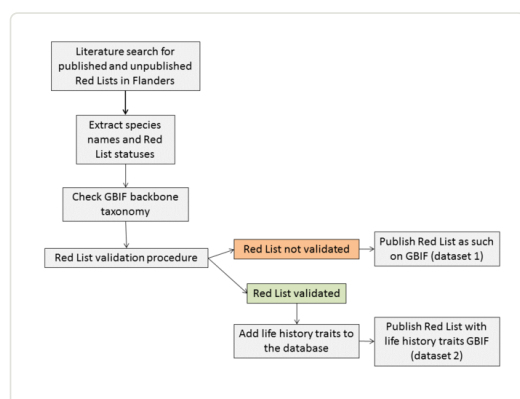 Literature search for
published and unpublished
Red Lists in Flanders
Extract species
names and Red
List statuses
Check GBIF backbone
taxonomy
Red List validation procedure
Red List not validated
Publish Red List as such
on GBIF (dataset 1)
Red List validated
Add life history traits to
the database
Publish Red List with
life history traits GBIF
(dataset 2)